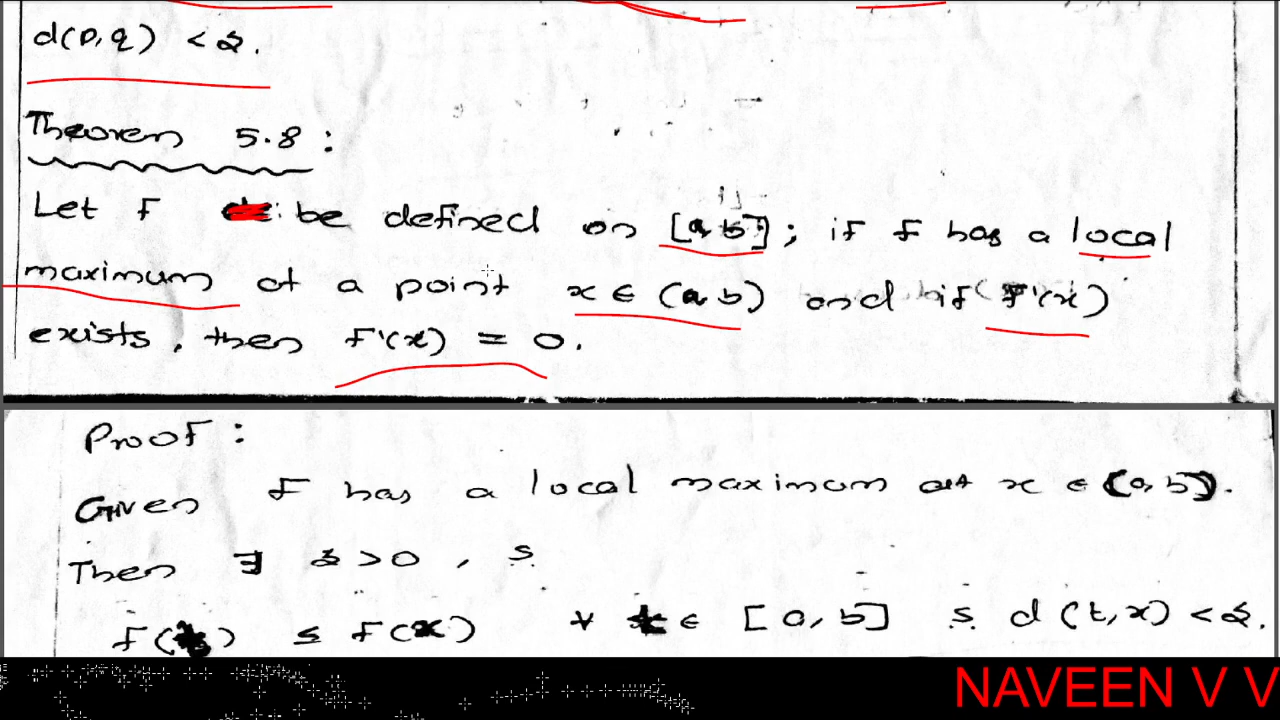 d(p,q) < δ.
Theorem 5.8 :
Let f be defined on [a,b]; if f has a local
maximum at a point x ∈ (a,b) and if f'(x)
exists, then f'(x) = 0.
Proof :
Given f has a local maximum at x ∈ (a,b).
Then ∃ δ > 0 , s.
f(t) ≤ f(x) ∀ t ∈ [a,b] s. d(t,x) < δ.
NAVEEN V V